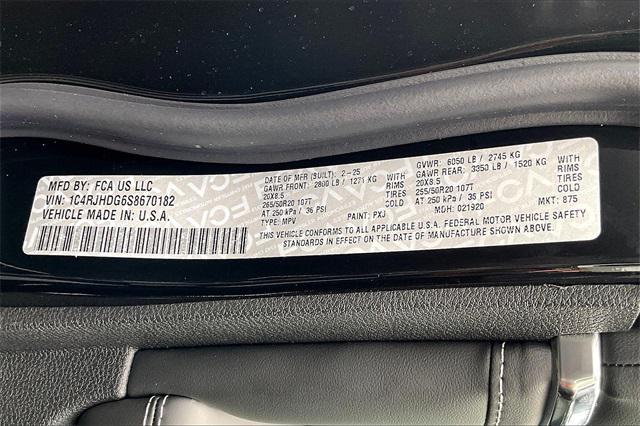 MFD BY: FCA US LLC
VIN: 1C4RJHDG6S8670182
VEHICLE MADE IN U.S.A.
DATE OF MFR (BUILT): 2-25 GVWR: 6050 LB / 2745 KG
GAWR FRONT: 2800 LB / 1271 KG WITH GAWR REAR: 3350 LB / 1520 KG WITH
20X8.5 RIMS 20X8.5 RIMS
265/50R20 107T TIRES 265/50R20 107T TIRES
AT 250 kPa / 36 PSI COLD AT 250 kPa / 35 PSI COLD
TYPE: MPV PAINT: PXJ MDH: 021920 MKTG: 875
THIS VEHICLE CONFORMS TO ALL APPLICABLE U.S.A. FEDERAL MOTOR VEHICLE SAFETY
STANDARDS IN EFFECT ON THE DATE OF MANUFACTURE SHOWN ABOVE.